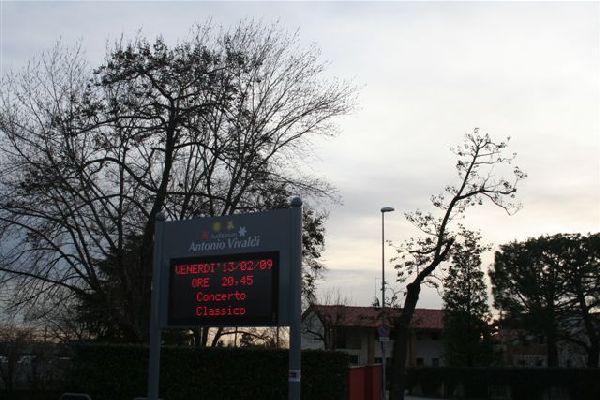 Auditorium
Antonio Vivaldi
VENERDI'13/02/09
ORE 20,45
Concerto
Classico